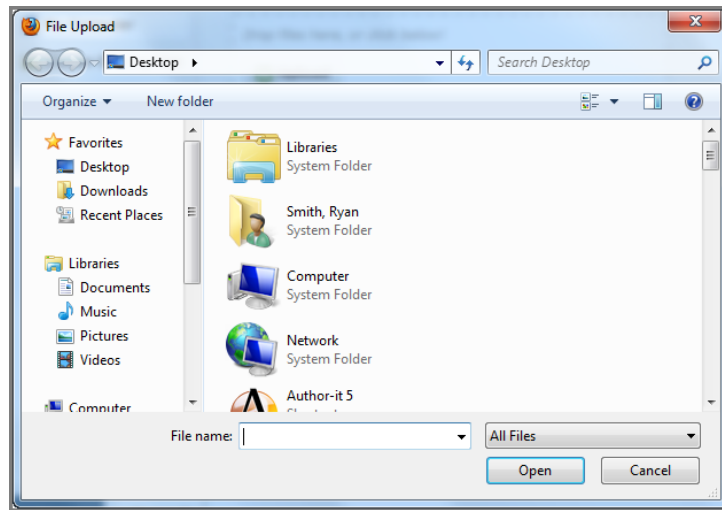 File Upload
Desktop
Search Desktop
Organize
New folder
Favorites
Desktop
Downloads
Recent Places
Libraries
Documents
Music
Pictures
Videos
Computer
Libraries
System Folder
Smith, Ryan
System Folder
Computer
System Folder
Network
System Folder
Author-it 5
File name:
All Files
Open
Cancel